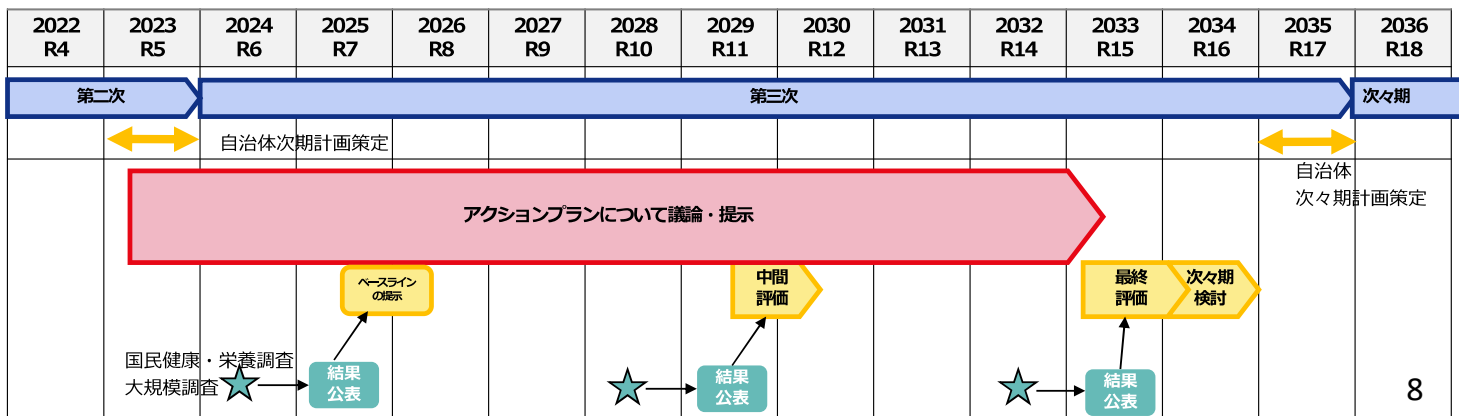 2022 2023 2024 2025 2026 2027 2028 2029 2030 2031 2032 2033 2034 2035 2036
R4 R5 R6 R7 R8 R9 R10 R11 R12 R13 R14 R15 R16 R17 R18
第二次 第三次 次々期
自治体次期計画策定
自治体
次々期計画策定
アクションプランについて議論・提示
ベースライン
の提示
中間
評価
最終
評価
次々期
検討
国民健康・栄養調査
大規模調査
結果
公表
結果
公表
結果
公表
8